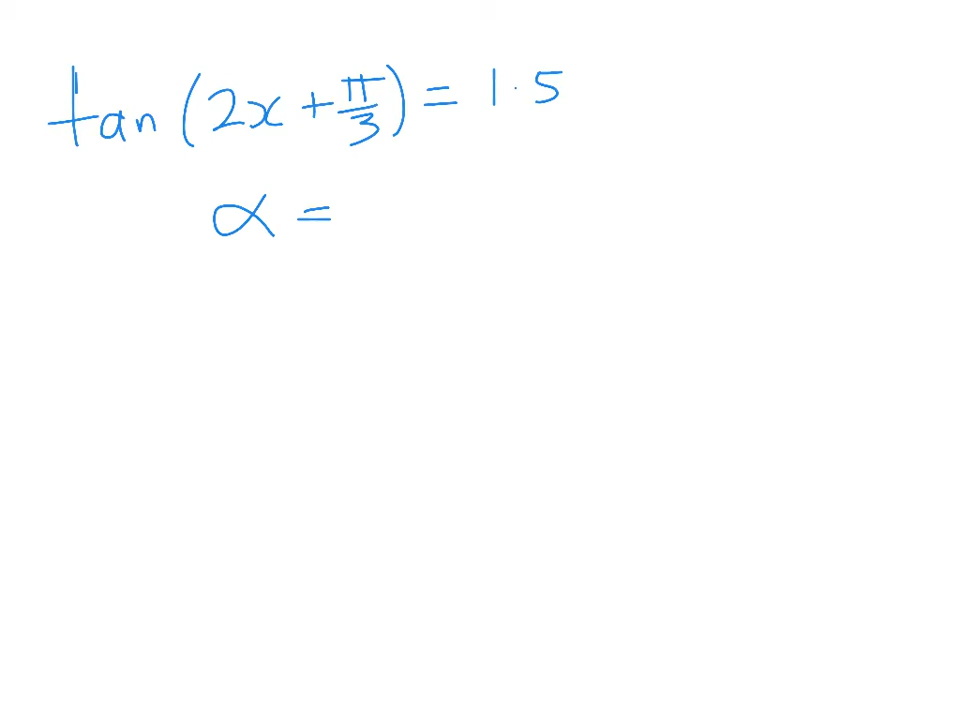 tan (2x + π/3) = 1.5
α =